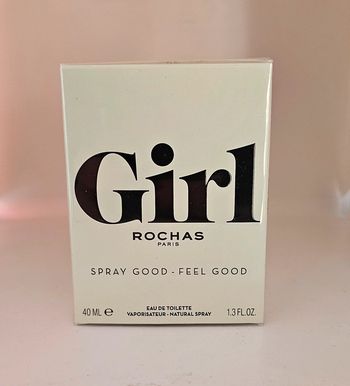 Girl
ROCHAS
PARIS
SPRAY GOOD - FEEL GOOD
40 ML ℮ EAU DE TOILETTE 1.3 FL.OZ.
VAPORISATEUR - NATURAL SPRAY